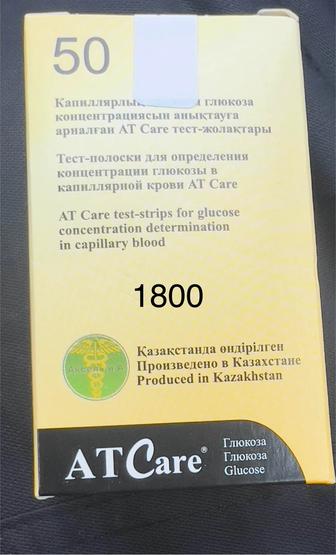 50
Капиллярлық глюкоза
концентрациясын анықтауға
арналған AT Care тест-жолақтары
Тест-полоски для определения
концентрации глюкозы в
капиллярной крови AT Care
AT Care test-strips for glucose
concentration determination
in capillary blood
1800
Қазақстанда өндірілген
Произведено в Казахстане
Produced in Kazakhstan
ATCare®
Глюкоза
Глюкоза
Glucose